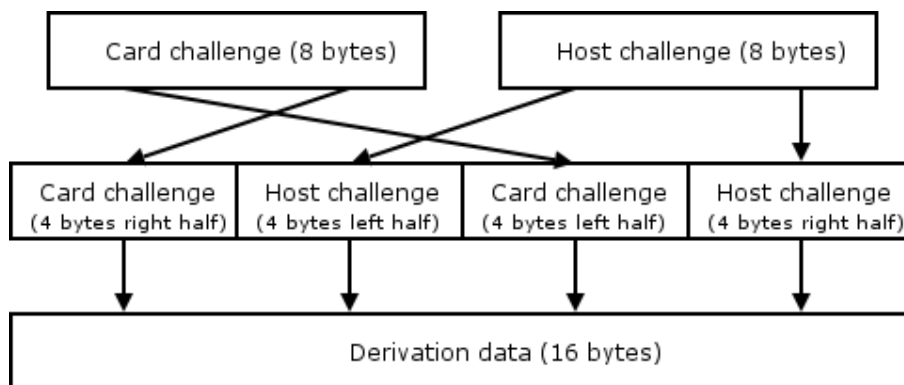 Card challenge (8 bytes)
Host challenge (8 bytes)
Card challenge
(4 bytes right half)
Host challenge
(4 bytes left half)
Card challenge
(4 bytes left half)
Host challenge
(4 bytes right half)
Derivation data (16 bytes)